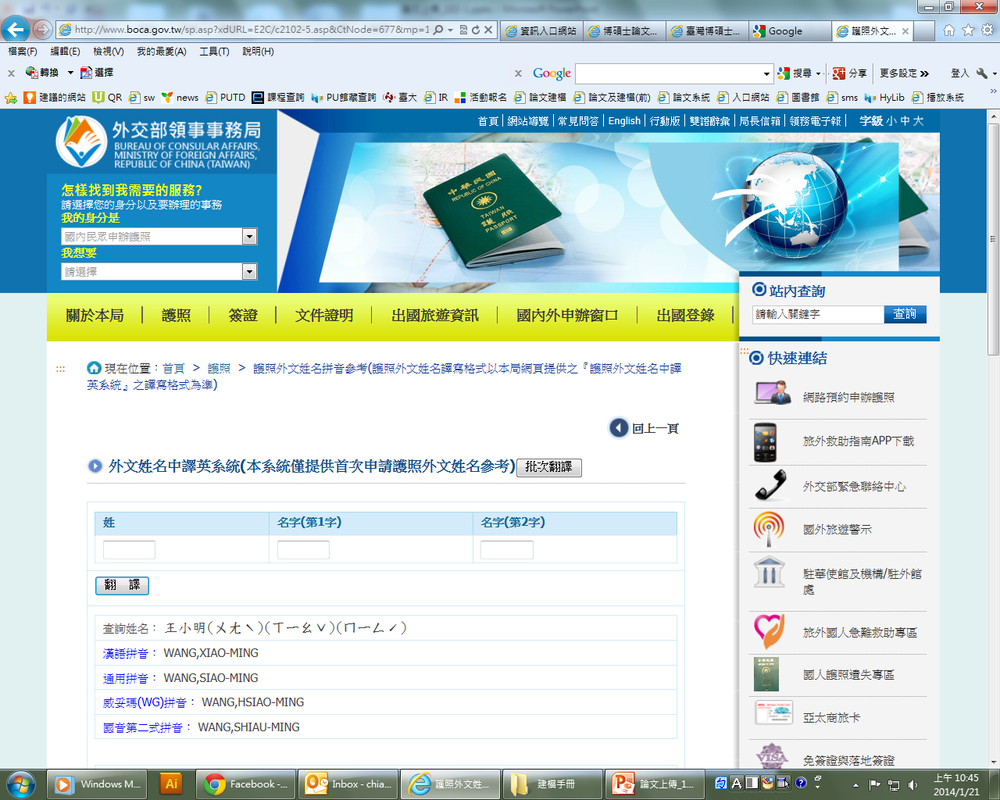 http://www.boca.gov.tw/sp.asp?xdURL=E2C/c2102-5.asp&CtNode=677&mp=1
資訊入口網站 博碩士論文... 臺灣博碩士... Google 護照外文...
檔案(F) 編輯(E) 檢視(V) 我的最愛(A) 工具(T) 說明(H)
轉換 選擇 Google 搜尋 分享 更多設定 » 登入
建議的網站 QR sw news PUTD 課程查詢 PU館藏查詢 臺大 IR 活動報名 論文建檔 論文及建檔(前) 論文系統 入口網站 圖書館 sms HyLib 播放系統
首頁 網站導覽 常見問答 English 行動版 雙語辭彙 局長信箱 領務電子報 字級 小 中 大
外交部領事事務局
BUREAU OF CONSULAR AFFAIRS,
MINISTRY OF FOREIGN AFFAIRS,
REPUBLIC OF CHINA (TAIWAN)
怎樣找到我需要的服務?
請選擇您的身分以及要辦理的事務
我的身分是
國內民眾申辦護照
我想要
請選擇
中華民國
REPUBLIC OF CHINA
TAIWAN
護照
PASSPORT
關於本局 護照 簽證 文件證明 出國旅遊資訊 國內外申辦窗口 出國登錄
站內查詢
請輸入關鍵字 查詢
現在位置：首頁 > 護照 > 護照外文姓名拼音參考(護照外文姓名譯寫格式以本局網頁提供之『護照外文姓名中譯
英系統』之譯寫格式為準)
回上一頁
外文姓名中譯英系統(本系統僅提供首次申請護照外文姓名參考) 批次翻譯
姓 名字(第1字) 名字(第2字)
翻 譯
查詢姓名： 王小明(ㄨㄤˋ)(ㄒㄧㄠˇ)(ㄇㄧㄥˊ)
漢語拼音： WANG,XIAO-MING
通用拼音： WANG,SIAO-MING
威妥瑪(WG)拼音： WANG,HSIAO-MING
國音第二式拼音： WANG,SHIAU-MING
快速連結
網路預約申辦護照
旅外救助指南APP下載
外交部緊急聯絡中心
國外旅遊警示
駐華使館及機構/駐外館
處
旅外國人急難救助專區
國人護照遺失專區
亞太商旅卡
VISA
免簽證與落地簽證
Windows M... Ai Facebook -... Inbox - chia... 護照外文姓... 建檔手冊 論文上傳_1... A
上午 10:45
2014/1/21